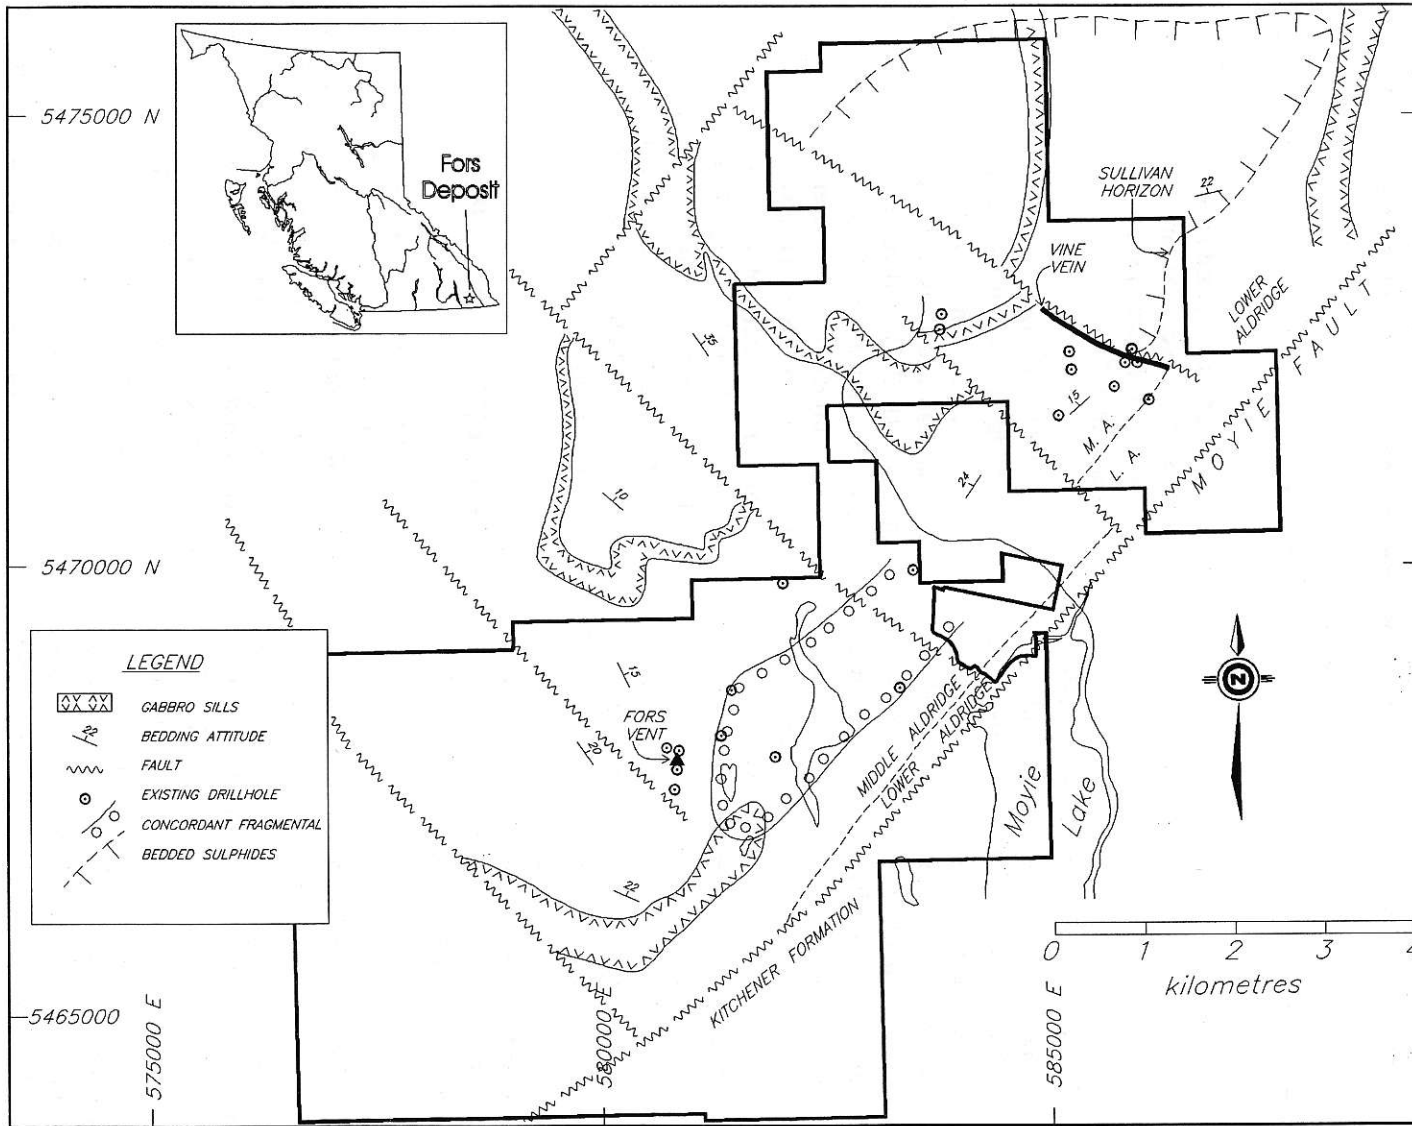 5475000 N
Fors
Deposit
SULLIVAN
HORIZON
22
VINE
VEIN
LOWER
ALDRIDGE
MOYIE FAULT
35
15
M. A.
L. A.
24
10
5470000 N
LEGEND
GABBRO SILLS
22
BEDDING ATTITUDE
FAULT
EXISTING DRILLHOLE
CONCORDANT FRAGMENTAL
BEDDED SULPHIDES
15
FORS
VENT
20
22
MIDDLE ALDRIDGE
LOWER ALDRIDGE
KITCHENER FORMATION
Moyie
Lake
N
0 1 2 3 4
kilometres
5465000
575000 E
580000 E
585000 E